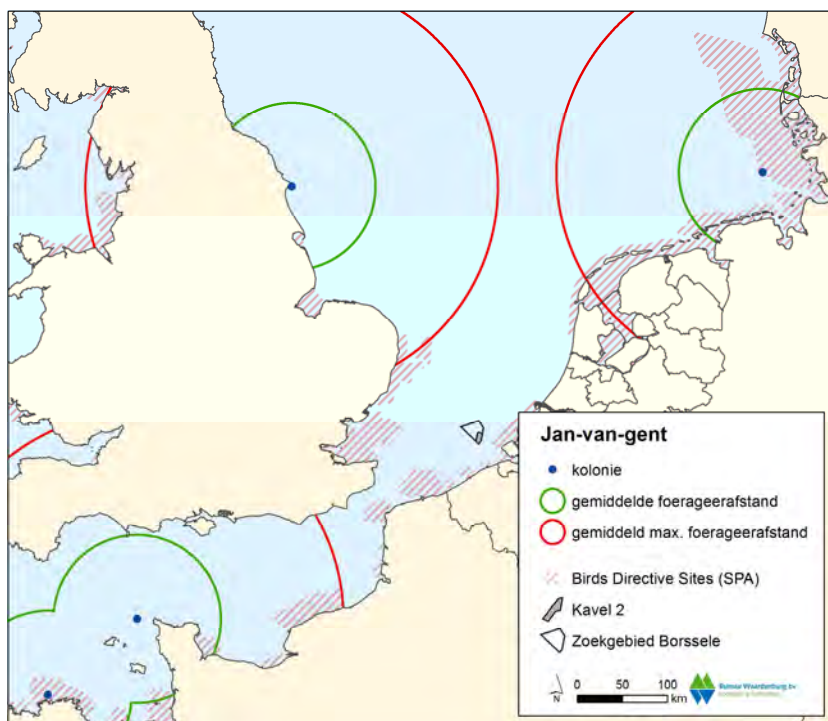 Jan-van-gent
kolonie
gemiddelde foerageerafstand
gemiddeld max. foerageerafstand
Birds Directive Sites (SPA)
Kavel 2
Zoekgebied Borssele
N
0 50 100
km
Bureau Waardenburg bv